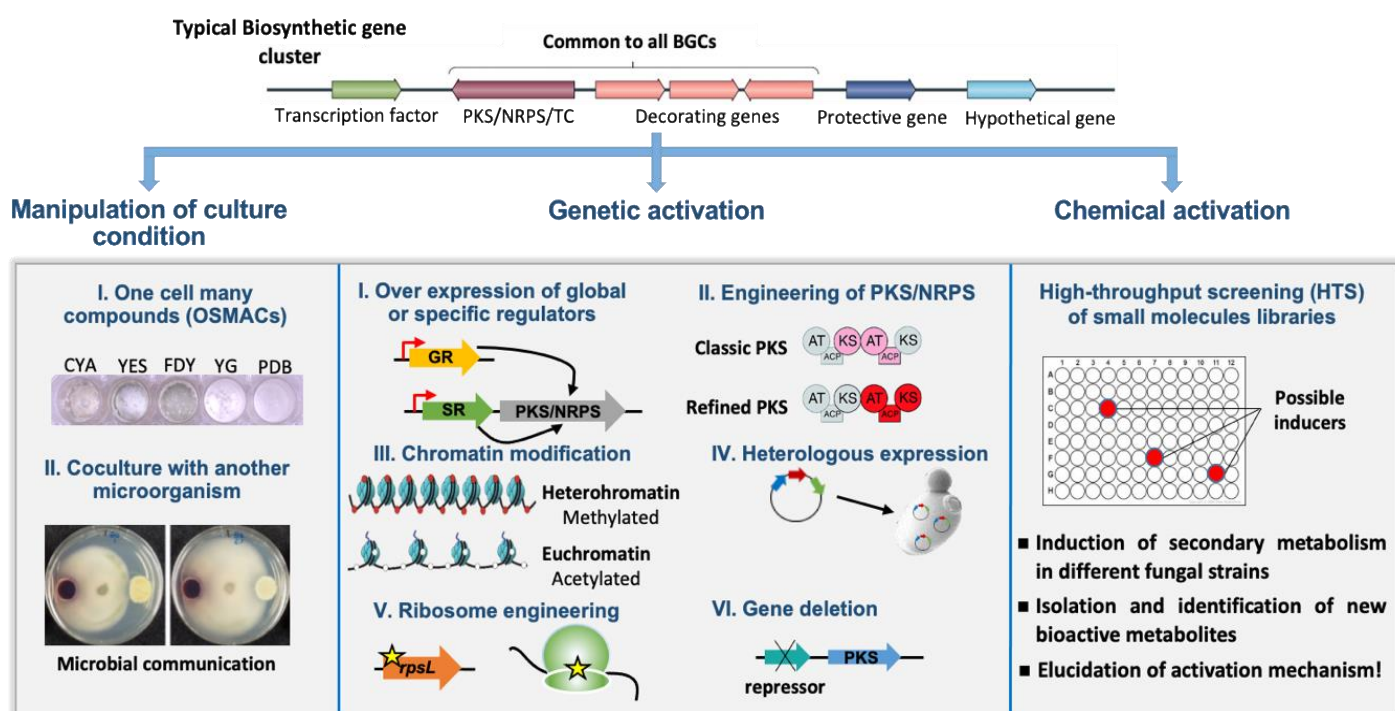 Typical Biosynthetic gene
cluster
Common to all BGCs
Transcription factor
PKS/NRPS/TC
Decorating genes
Protective gene
Hypothetical gene
Manipulation of culture
condition
Genetic activation
Chemical activation
I. One cell many
compounds (OSMACs)
CYA YES FDY YG PDB
II. Coculture with another
microorganism
Microbial communication
I. Over expression of global
or specific regulators
GR
SR
PKS/NRPS
II. Engineering of PKS/NRPS
Classic PKS
AT KS AT KS
ACP ACP
Refined PKS
AT KS AT KS
ACP ACP
III. Chromatin modification
Heterohromatin
Methylated
Euchromatin
Acetylated
IV. Heterologous expression
V. Ribosome engineering
rpsL
VI. Gene deletion
PKS
repressor
High-throughput screening (HTS)
of small molecules libraries
1 2 3 4 5 6 7 8 9 10 11 12
A
B
C
D
E
F
G
H
Possible
inducers
■ Induction of secondary metabolism
in different fungal strains
■ Isolation and identification of new
bioactive metabolites
■ Elucidation of activation mechanism!